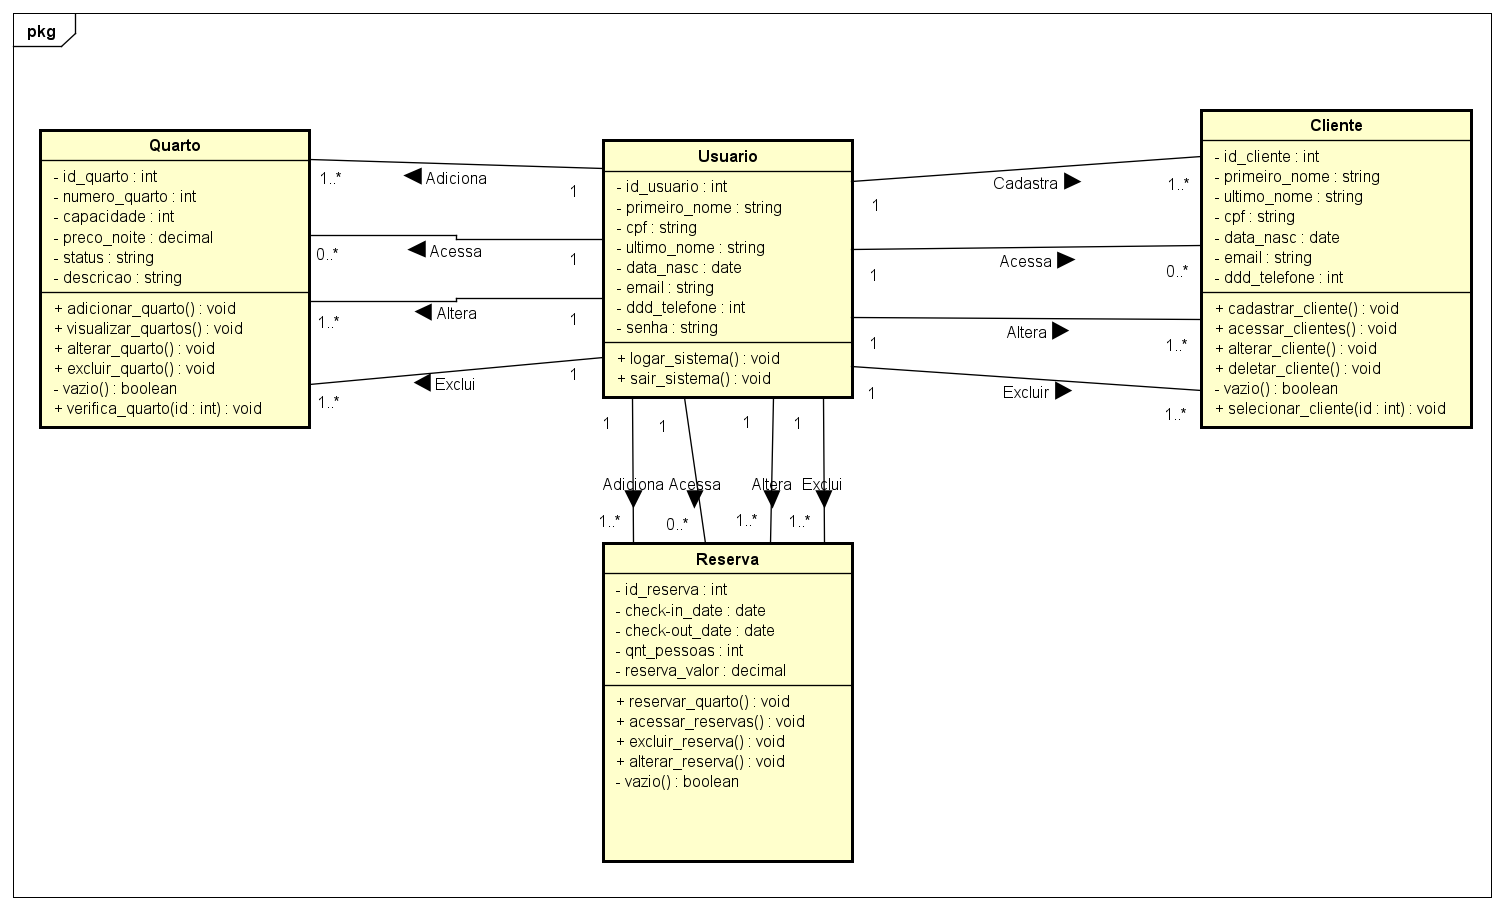 pkg
Quarto
- id_quarto : int
- numero_quarto : int
- capacidade : int
- preco_noite : decimal
- status : string
- descricao : string
+ adicionar_quarto() : void
+ visualizar_quartos() : void
+ alterar_quarto() : void
+ excluir_quarto() : void
- vazio() : boolean
+ verifica_quarto(id : int) : void
1..*
Adiciona
1
0..*
Acessa
1
1..*
Altera
1
1..*
Exclui
1
Usuario
- id_usuario : int
- primeiro_nome : string
- cpf : string
- ultimo_nome : string
- data_nasc : date
- email : string
- ddd_telefone : int
- senha : string
+ logar_sistema() : void
+ sair_sistema() : void
1
Cadastra
1..*
1
Acessa
0..*
1
Altera
1..*
1
Excluir
1..*
Cliente
- id_cliente : int
- primeiro_nome : string
- ultimo_nome : string
- cpf : string
- data_nasc : date
- email : string
- ddd_telefone : int
+ cadastrar_cliente() : void
+ acessar_clientes() : void
+ alterar_cliente() : void
+ deletar_cliente() : void
- vazio() : boolean
+ selecionar_cliente(id : int) : void
1 1 1 1
Adiciona Acessa Altera Exclui
1..* 0..* 1..* 1..*
Reserva
- id_reserva : int
- check-in_date : date
- check-out_date : date
- qnt_pessoas : int
- reserva_valor : decimal
+ reservar_quarto() : void
+ acessar_reservas() : void
+ excluir_reserva() : void
+ alterar_reserva() : void
- vazio() : boolean